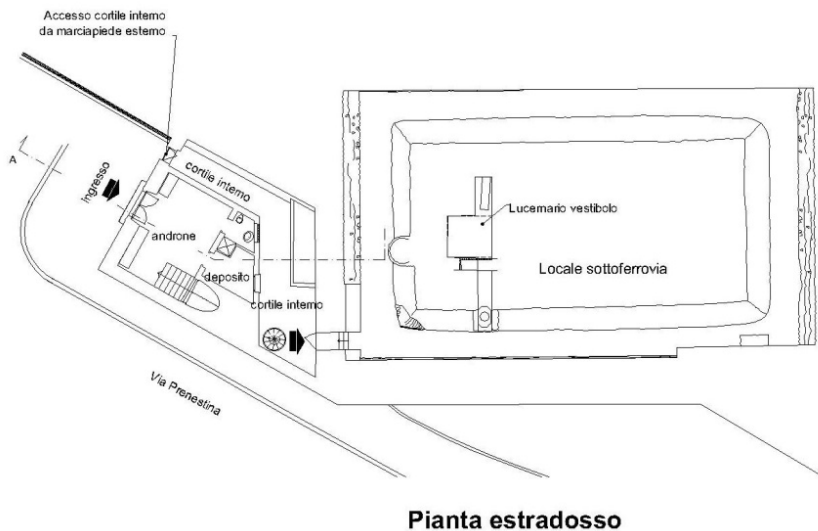 Accesso cortile interno
da marciapiede esterno
A
ingresso
cortile interno
androne
deposito
cortile interno
Lucernario vestibolo
Locale sottoferrovia
Via Prenestina
Pianta estradosso